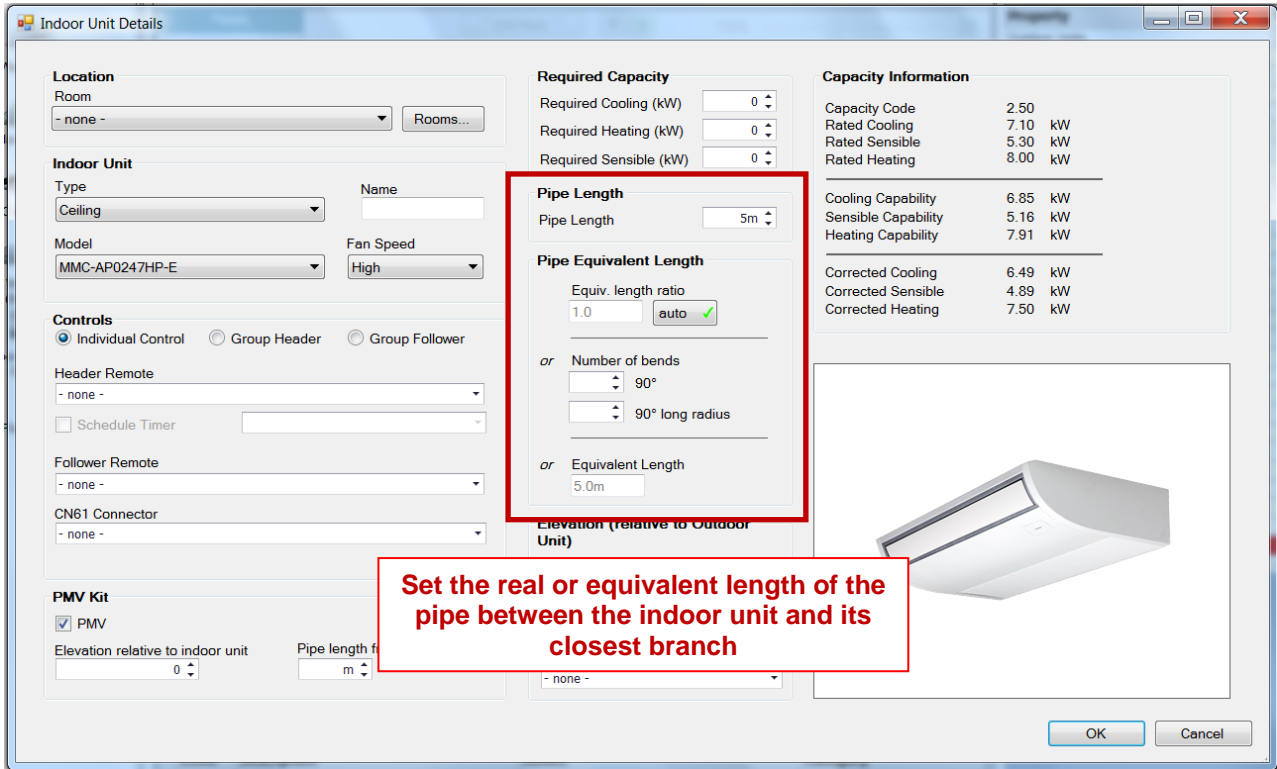 Indoor Unit Details
Location
Room
- none -
Rooms...
Indoor Unit
Type
Name
Ceiling
Model
Fan Speed
MMC-AP0247HP-E
High
Controls
Individual Control
Group Header
Group Follower
Header Remote
- none -
Schedule Timer
Follower Remote
- none -
CN61 Connector
- none -
PMV Kit
PMV
Elevation relative to indoor unit
Pipe length
0
m
Required Capacity
Required Cooling (kW) 0
Required Heating (kW) 0
Required Sensible (kW) 0
Pipe Length
Pipe Length 5m
Pipe Equivalent Length
Equiv. length ratio
1.0
auto ✓
or Number of bends
90°
90° long radius
or Equivalent Length
5.0m
Elevation (relative to Outdoor
Unit)
Set the real or equivalent length of the
pipe between the indoor unit and its
closest branch
- none -
Property
Capacity Information
Capacity Code 2.50
Rated Cooling 7.10 kW
Rated Sensible 5.30 kW
Rated Heating 8.00 kW
Cooling Capability 6.85 kW
Sensible Capability 5.16 kW
Heating Capability 7.91 kW
Corrected Cooling 6.49 kW
Corrected Sensible 4.89 kW
Corrected Heating 7.50 kW
OK
Cancel